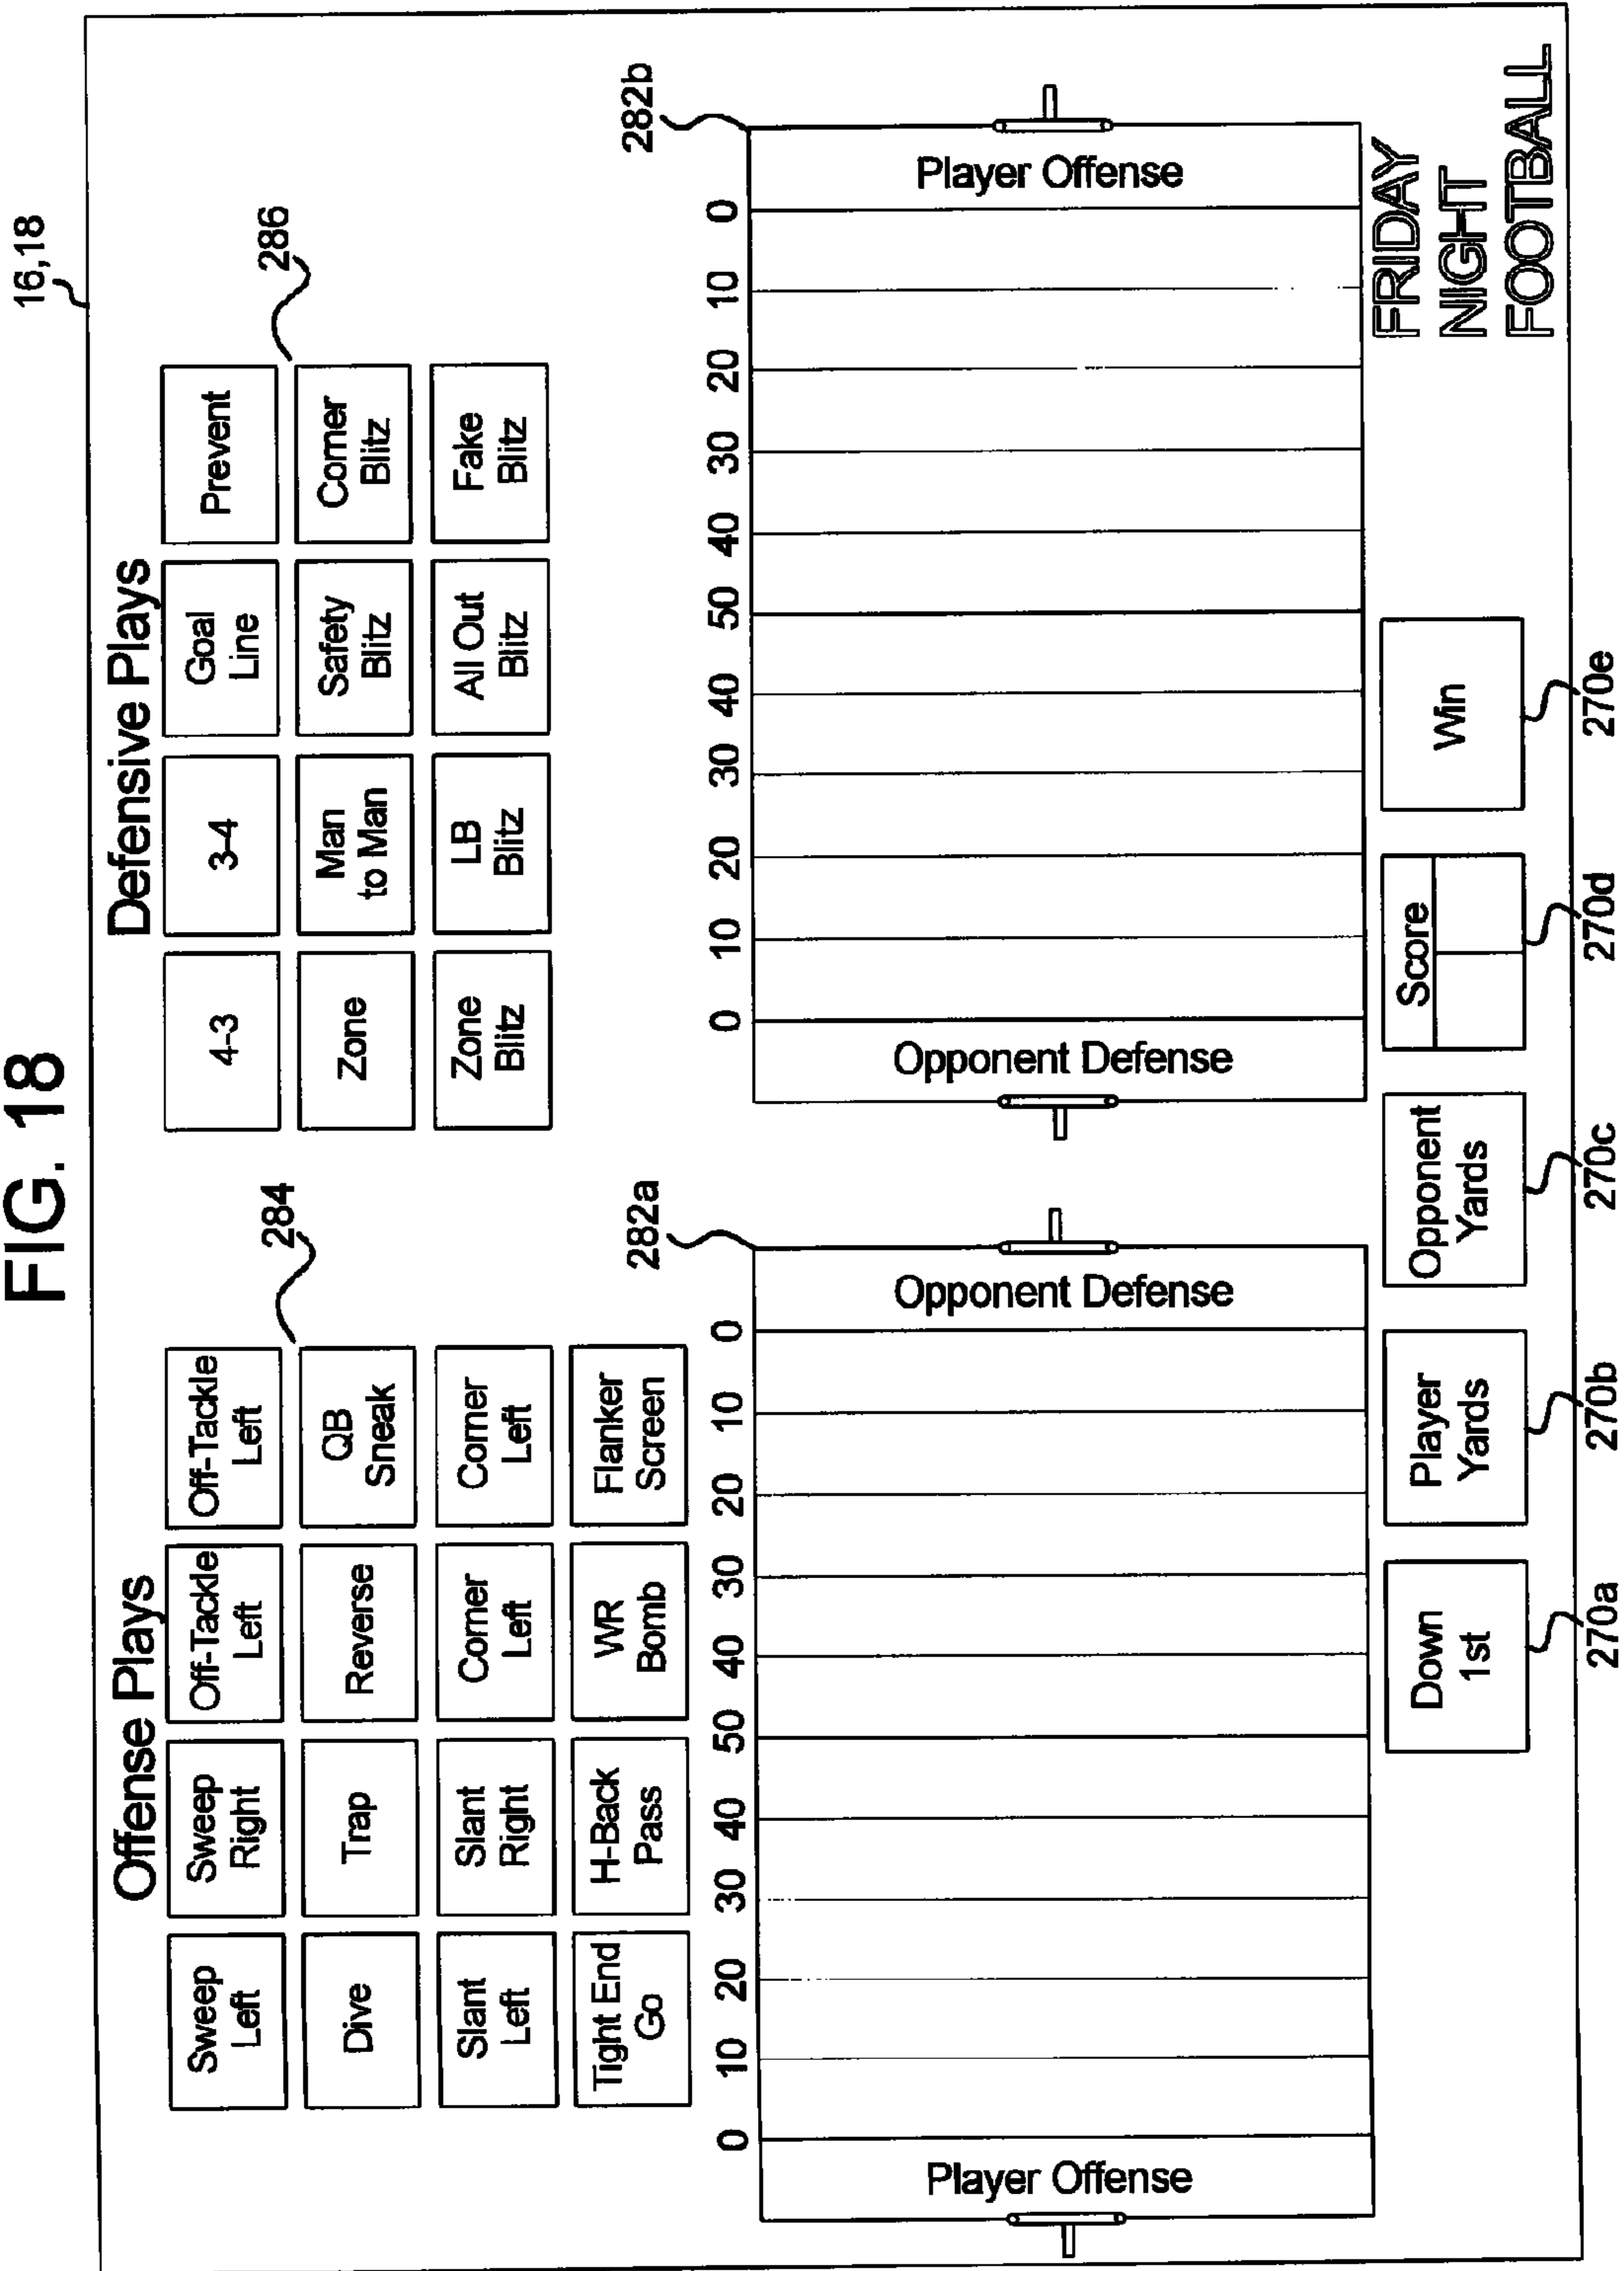 FIG. 18
16,18
Offense Plays
Sweep
Left
Sweep
Right
Off-Tackle
Left
Off-Tackle
Left
284
Dive
Trap
Reverse
QB
Sneak
Slant
Left
Slant
Right
Corner
Left
Corner
Left
Tight End
Go
H-Back
Pass
WR
Bomb
Flanker
Screen
Defensive Plays
4-3
3-4
Goal
Line
Prevent
286
Zone
Man
to Man
Safety
Blitz
Corner
Blitz
Zone
Blitz
LB
Blitz
All Out
Blitz
Fake
Blitz
282a
0 10 20 30 40 50 40 30 20 10 0
Player Offense
Opponent Defense
282b
0 10 20 30 40 50 40 30 20 10 0
Opponent Defense
Player Offense
Down
1st
Player
Yards
Opponent
Yards
Score
Win
FRIDAY
NIGHT
FOOTBALL
270a
270b
270c
270d
270e